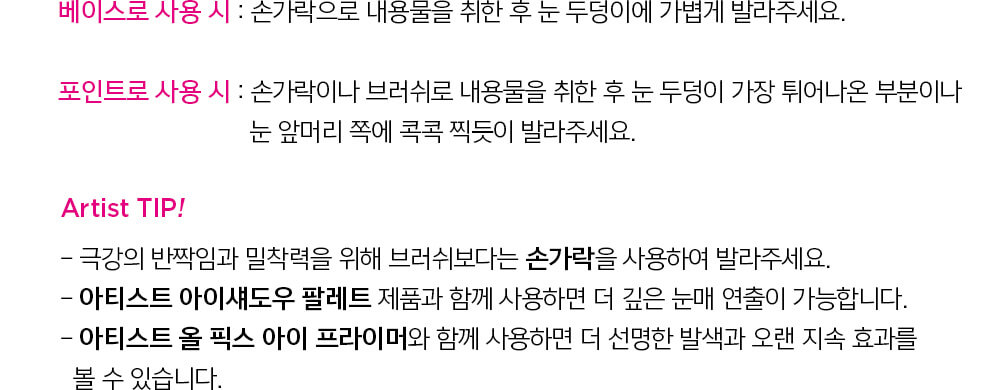 베이스로 사용 시 : 손가락으로 내용물을 취한 후 눈 두덩이에 가볍게 발라주세요.
포인트로 사용 시 : 손가락이나 브러쉬로 내용물을 취한 후 눈 두덩이 가장 튀어나온 부분이나
눈 앞머리 쪽에 콕콕 찍듯이 발라주세요.
Artist TIP!
– 극강의 반짝임과 밀착력을 위해 브러쉬보다는 손가락을 사용하여 발라주세요.
– 아티스트 아이섀도우 팔레트 제품과 함께 사용하면 더 깊은 눈매 연출이 가능합니다.
– 아티스트 올 픽스 아이 프라이머와 함께 사용하면 더 선명한 발색과 오랜 지속 효과를
볼 수 있습니다.